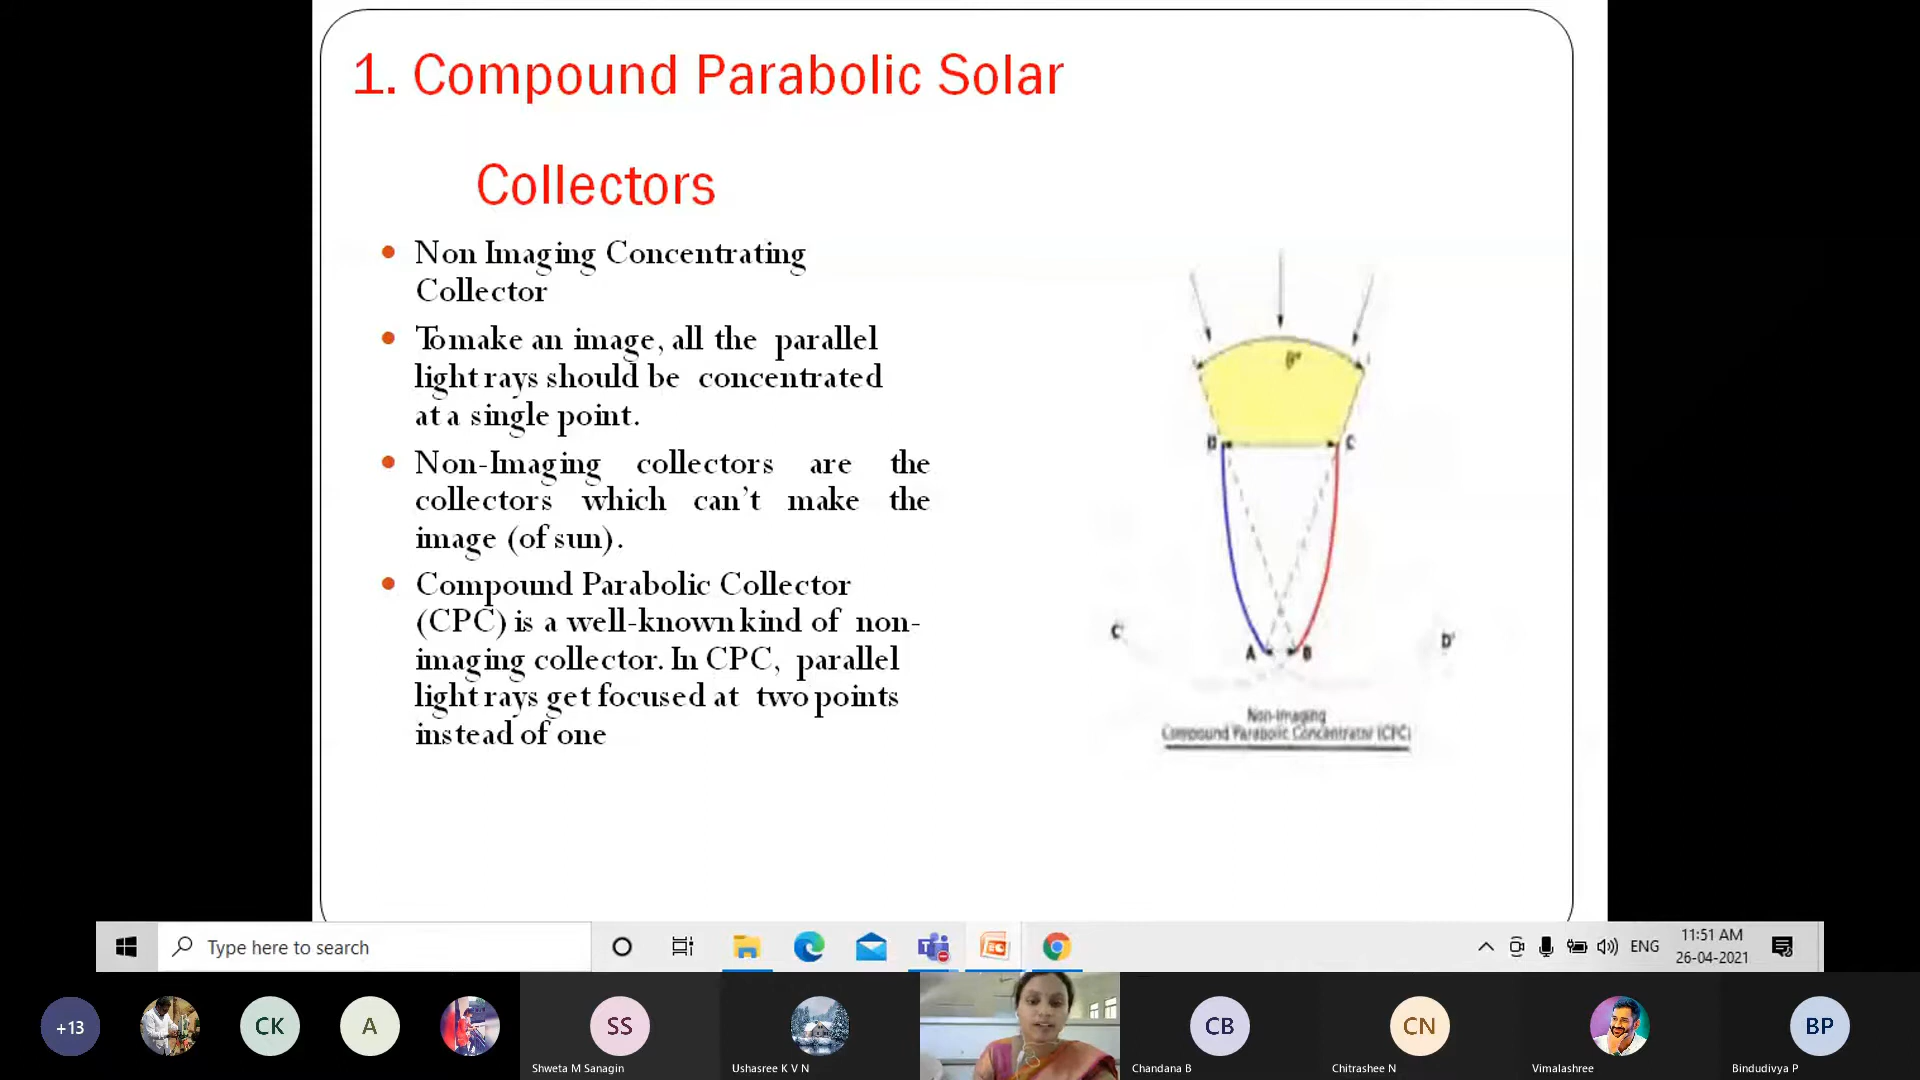 1. Compound Parabolic Solar
Collectors
Non Imaging Concentrating
Collector
To make an image, all the parallel
light rays should be concentrated
at a single point.
Non-Imaging collectors are the
collectors which can't make the
image (of sun).
Compound Parabolic Collector
(CPC) is a well-known kind of non-
imaging collector. In CPC, parallel
light rays get focused at two points
instead of one
D
C
C'
A
B
D'
Non-Imaging
Compound Parabolic Concentrator (CPC)
Type here to search
ENG
11:51 AM
26-04-2021
+13
CK
A
SS
CB
CN
BP
Shweta M Sanagin
Ushasree K V N
Chandana B
Chitrashee N
Vimalashree
Bindudivya P